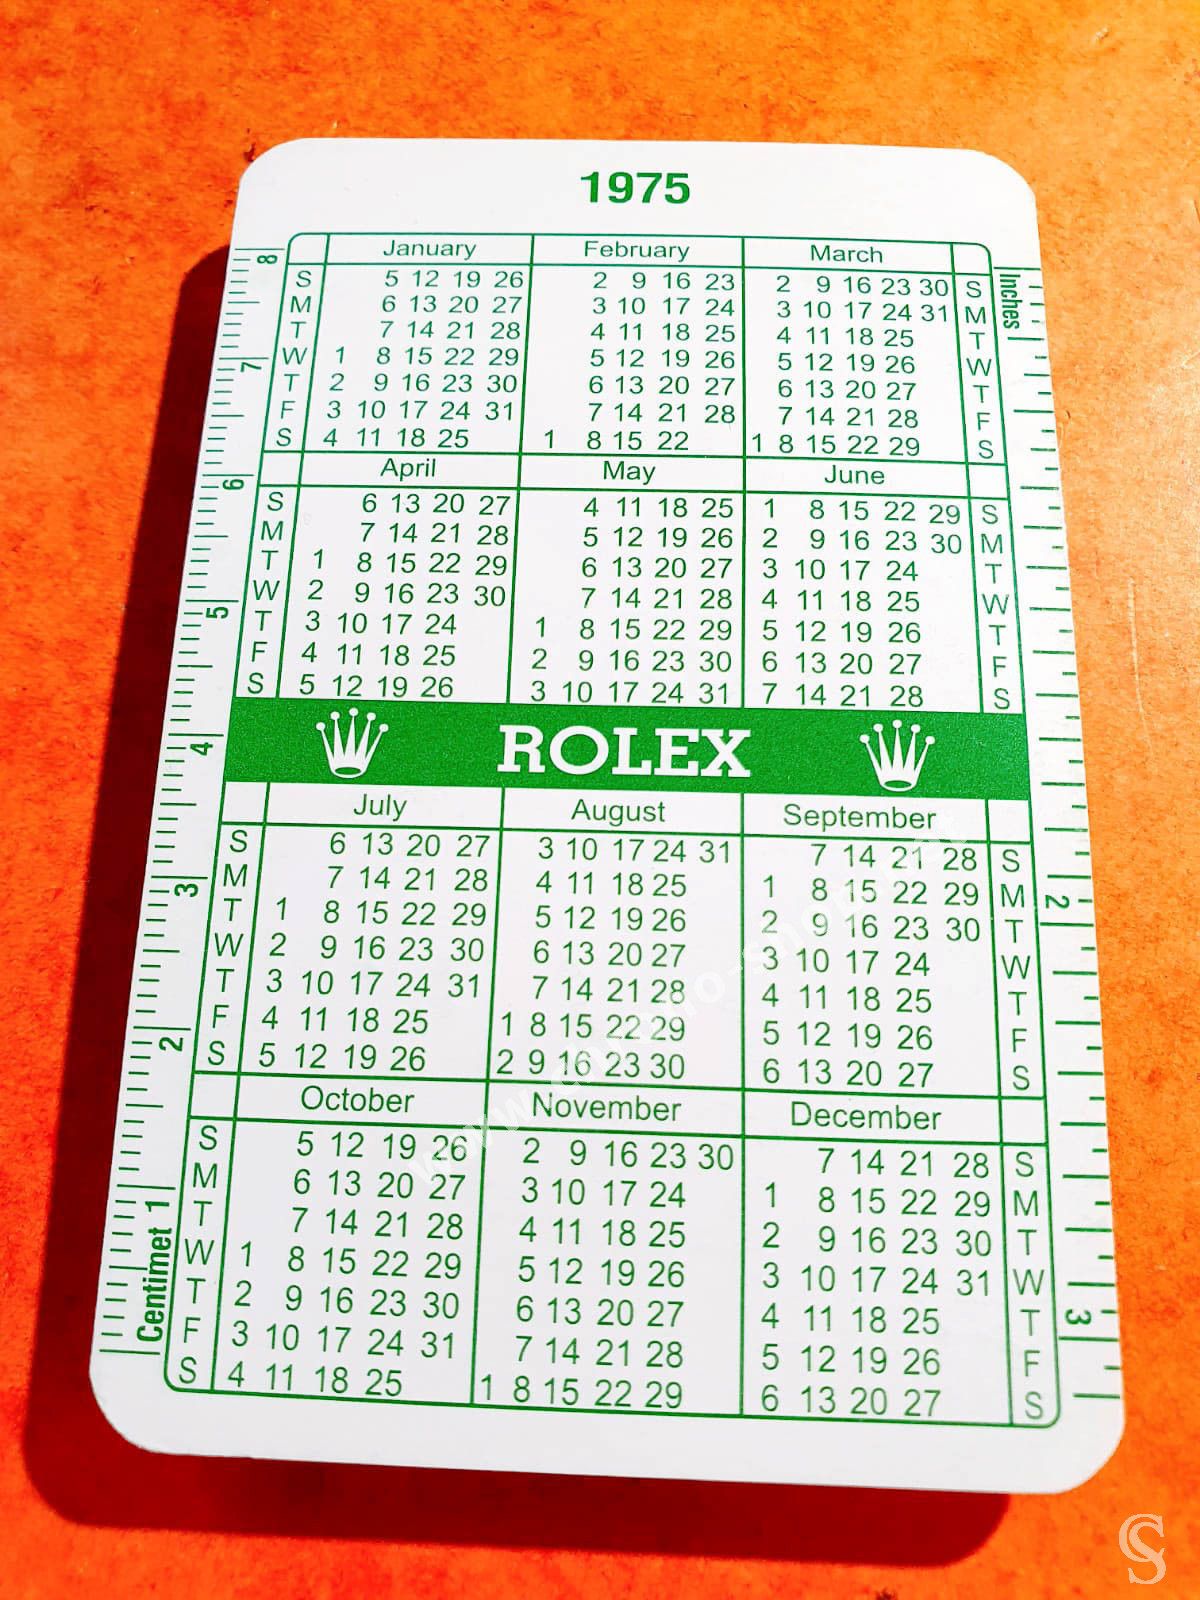 1975
January February March
S 5 12 19 26 2 9 16 23 2 9 16 23 30 S
M 6 13 20 27 3 10 17 24 3 10 17 24 31 M
T 7 14 21 28 4 11 18 25 4 11 18 25 T
W 1 8 15 22 29 5 12 19 26 5 12 19 26 W
T 2 9 16 23 30 6 13 20 27 6 13 20 27 T
F 3 10 17 24 31 7 14 21 28 7 14 21 28 F
S 4 11 18 25 1 8 15 22 1 8 15 22 29 S
April May June
S 6 13 20 27 4 11 18 25 1 8 15 22 29 S
M 7 14 21 28 5 12 19 26 2 9 16 23 30 M
T 1 8 15 22 29 6 13 20 27 3 10 17 24 T
W 2 9 16 23 30 7 14 21 28 4 11 18 25 W
T 3 10 17 24 1 8 15 22 29 5 12 19 26 T
F 4 11 18 25 2 9 16 23 30 6 13 20 27 F
S 5 12 19 26 3 10 17 24 31 7 14 21 28 S
ROLEX
July August September
S 6 13 20 27 3 10 17 24 31 7 14 21 28 S
M 7 14 21 28 4 11 18 25 1 8 15 22 29 M
T 1 8 15 22 29 5 12 19 26 2 9 16 23 30 T
W 2 9 16 23 30 6 13 20 27 3 10 17 24 W
T 3 10 17 24 31 7 14 21 28 4 11 18 25 T
F 4 11 18 25 1 8 15 22 29 5 12 19 26 F
S 5 12 19 26 2 9 16 23 30 6 13 20 27 S
October November December
S 5 12 19 26 2 9 16 23 30 7 14 21 28 S
M 6 13 20 27 3 10 17 24 1 8 15 22 29 M
T 7 14 21 28 4 11 18 25 2 9 16 23 30 T
W 1 8 15 22 29 5 12 19 26 3 10 17 24 31 W
T 2 9 16 23 30 6 13 20 27 4 11 18 25 T
F 3 10 17 24 31 7 14 21 28 5 12 19 26 F
S 4 11 18 25 1 8 15 22 29 6 13 20 27 S
Centimet 1 2 3 4 5 6 7 8
Inches 2 3